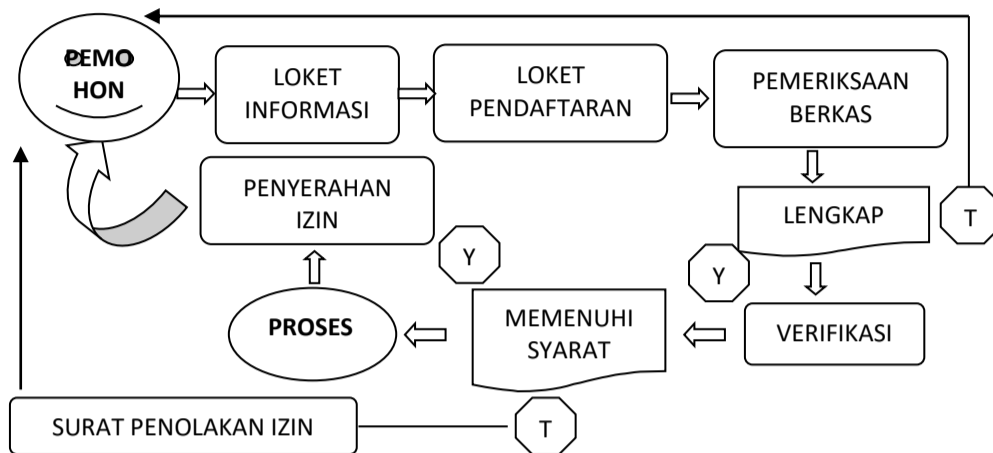 PEMO
HON
LOKET
INFORMASI
LOKET
PENDAFTARAN
PEMERIKSAAN
BERKAS
LENGKAP
T
Y
VERIFIKASI
MEMENUHI
SYARAT
Y
T
PROSES
PENYERAHAN
IZIN
SURAT PENOLAKAN IZIN